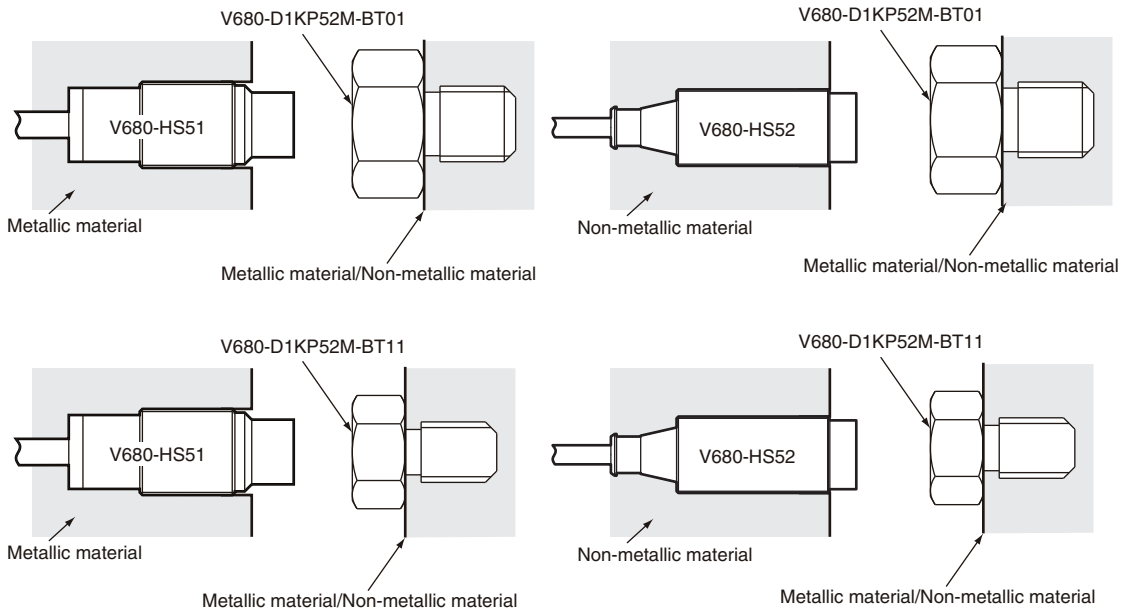 V680-D1KP52M-BT01
V680-HS51
Metallic material
Metallic material/Non-metallic material
V680-D1KP52M-BT01
V680-HS52
Non-metallic material
Metallic material/Non-metallic material
V680-D1KP52M-BT11
V680-HS51
Metallic material
Metallic material/Non-metallic material
V680-D1KP52M-BT11
V680-HS52
Non-metallic material
Metallic material/Non-metallic material